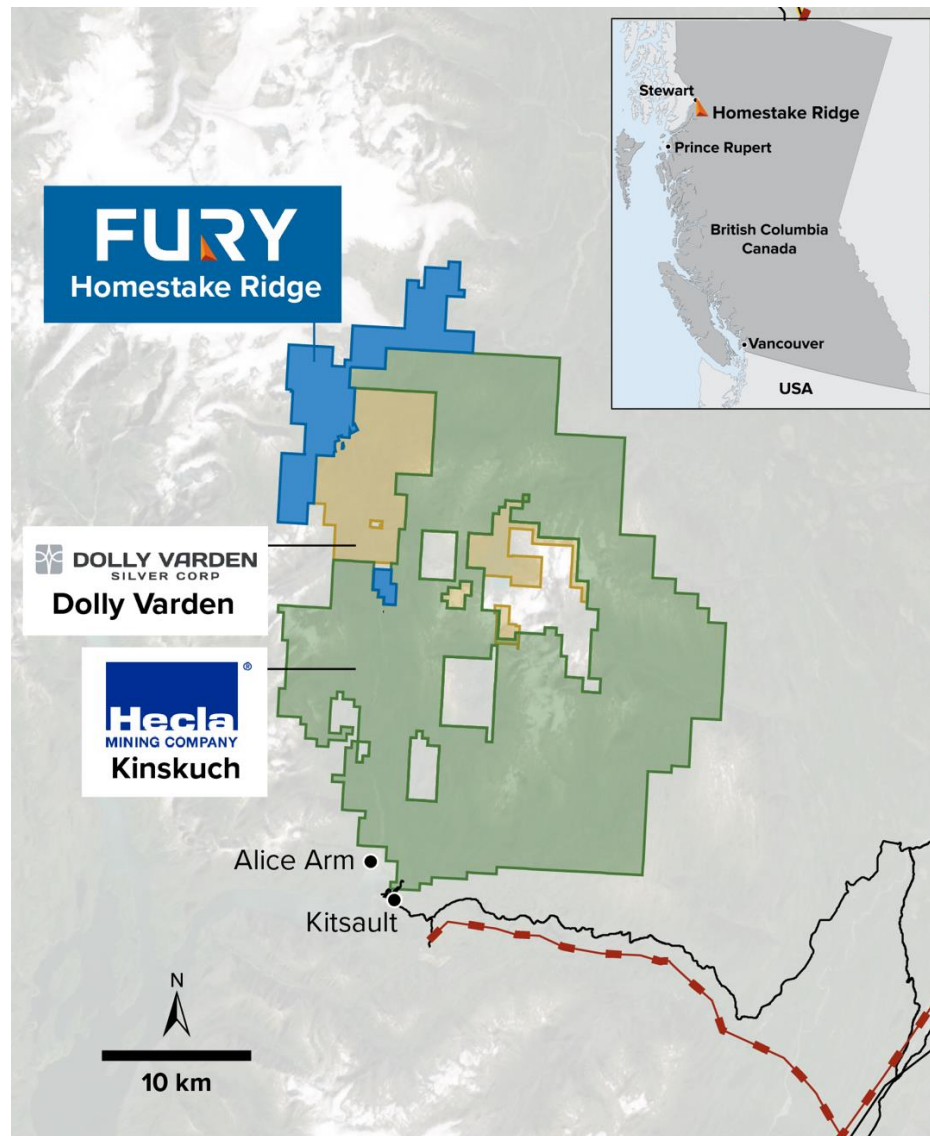 Stewart
Homestake Ridge
Prince Rupert
British Columbia
Canada
Vancouver
USA
FURY
Homestake Ridge
DOLLY VARDEN
SILVER CORP
Dolly Varden
®
Hecla
MINING COMPANY
Kinskuch
Alice Arm
Kitsault
N
10 km